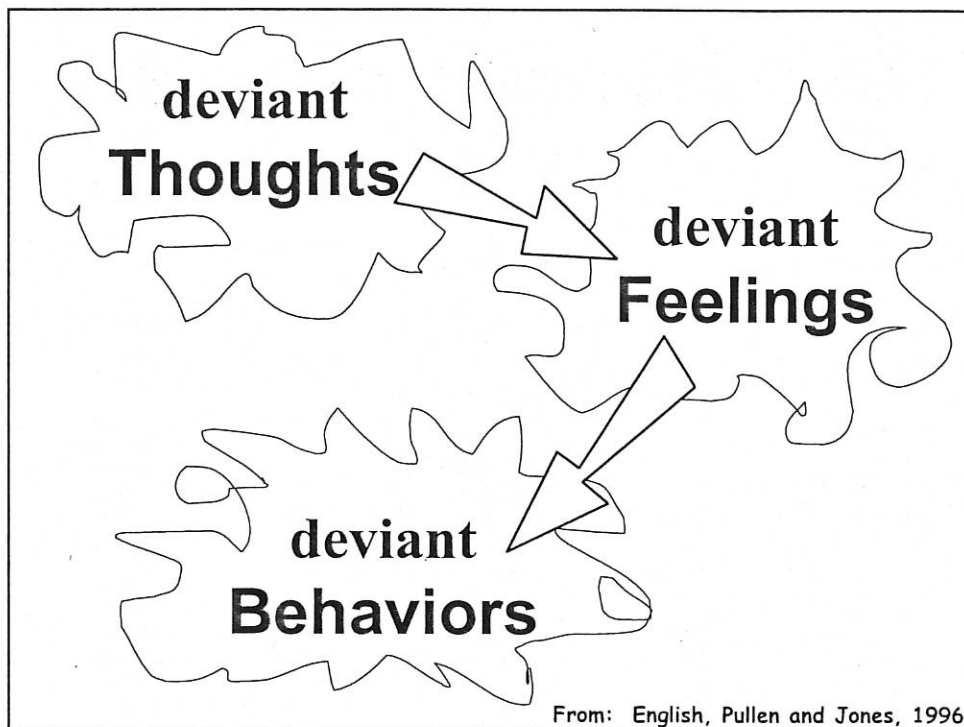 deviant
Thoughts
deviant
Feelings
deviant
Behaviors
From: English, Pullen and Jones, 1996